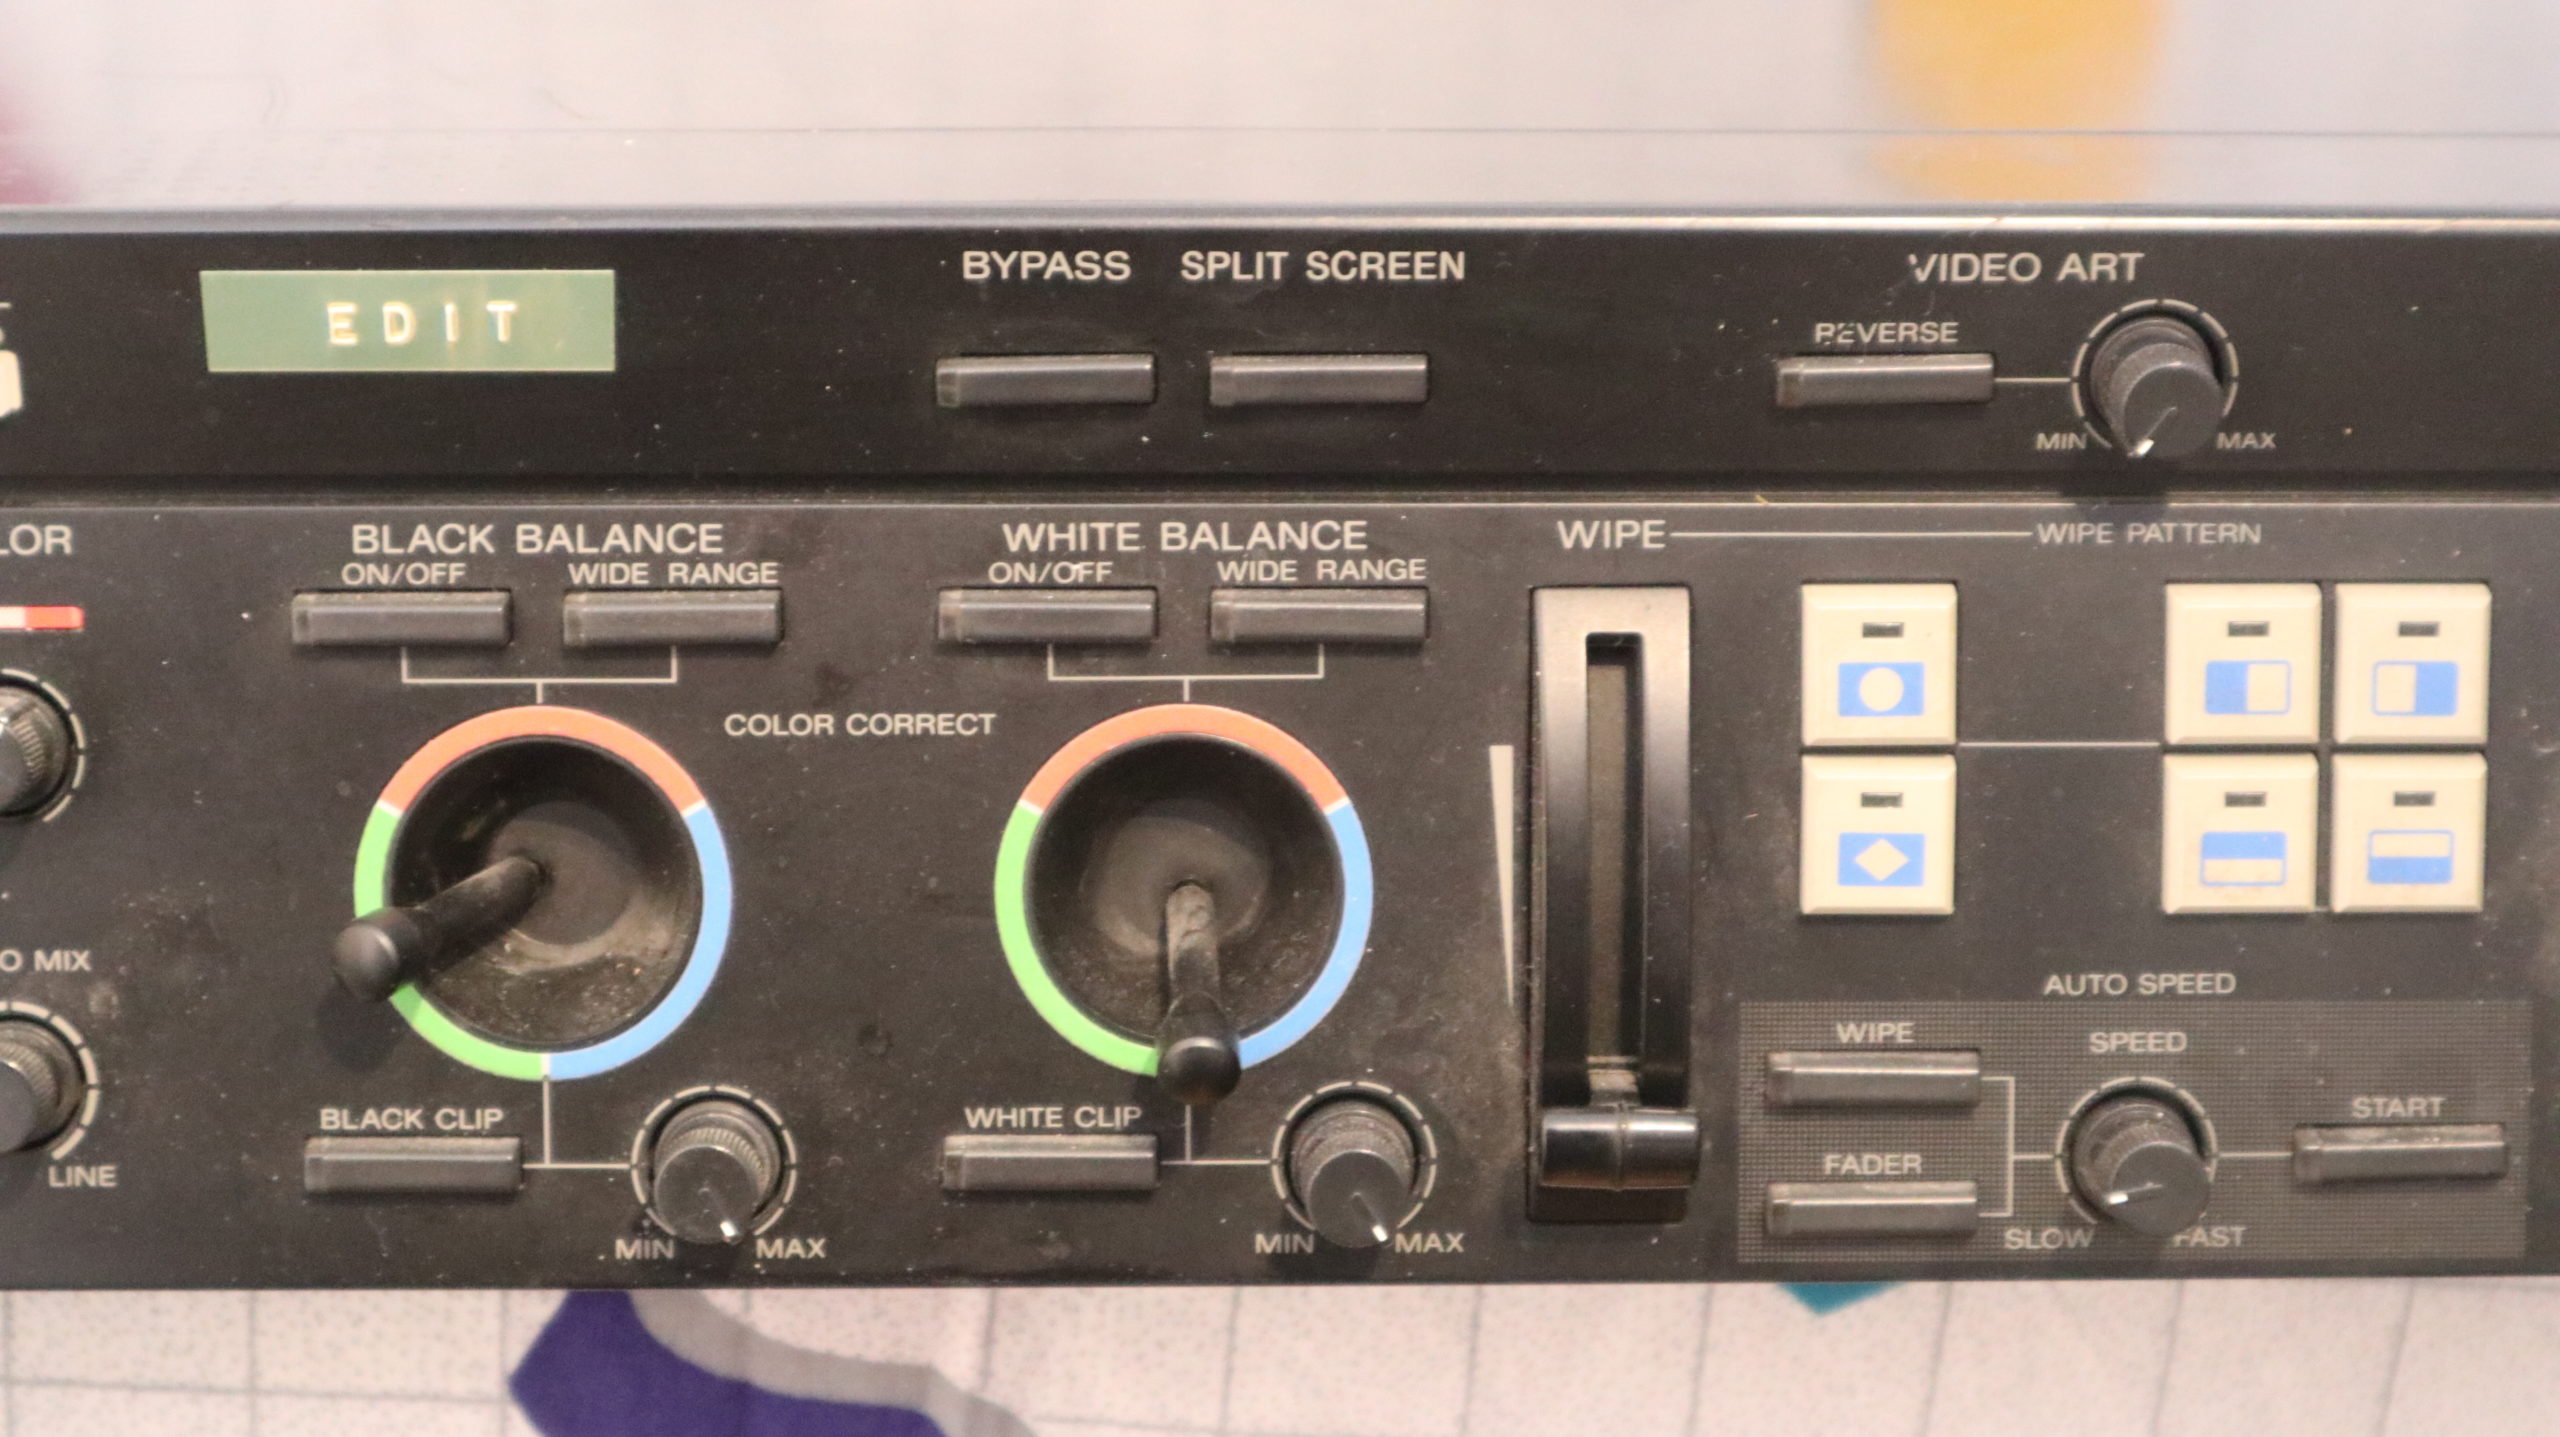 EDIT
BYPASS SPLIT SCREEN
VIDEO ART
REVERSE
MIN MAX
BLACK BALANCE
ON/OFF WIDE RANGE
WHITE BALANCE
ON/OFF WIDE RANGE
WIPE WIPE PATTERN
COLOR CORRECT
MIX
LINE
BLACK CLIP
MIN MAX
WHITE CLIP
MIN MAX
AUTO SPEED
WIPE
SPEED
START
FADER
SLOW FAST